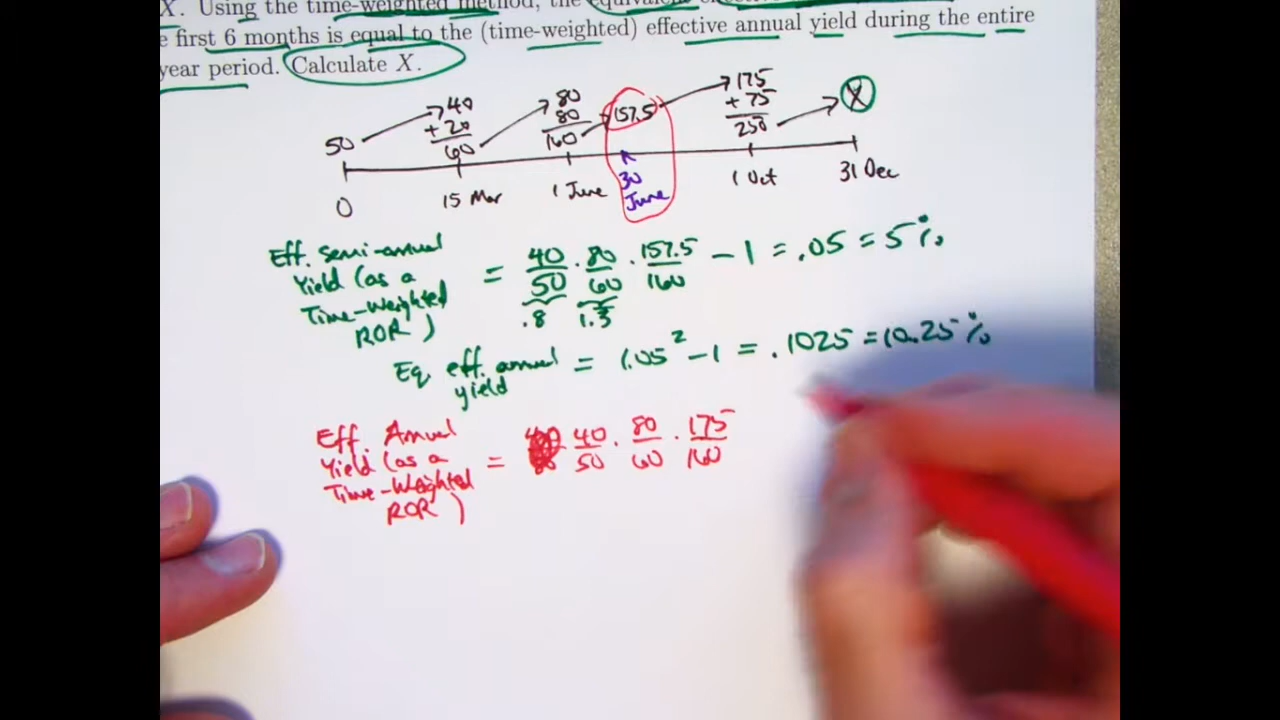 X. Using the time-weighted method, the
e first 6 months is equal to the (time-weighted) effective annual yield during the entire
year period. Calculate X.
50 40 + 20 60 80 80 160 157.5 175 + 75 250 X
0 15 Mar 1 June 30 June 1 Oct 31 Dec
Eff. Semi-annual
Yield (as a
Time-Weighted
ROR) = 40/50 · 80/60 · 157.5/160 - 1 = .05 = 5%
.8 1.3
Eq. eff. annual
yield = 1.05² - 1 = .1025 = 10.25%
Eff. Annual
Yield (as a
Time-Weighted
ROR) = 40/50 · 80/60 · 175/160